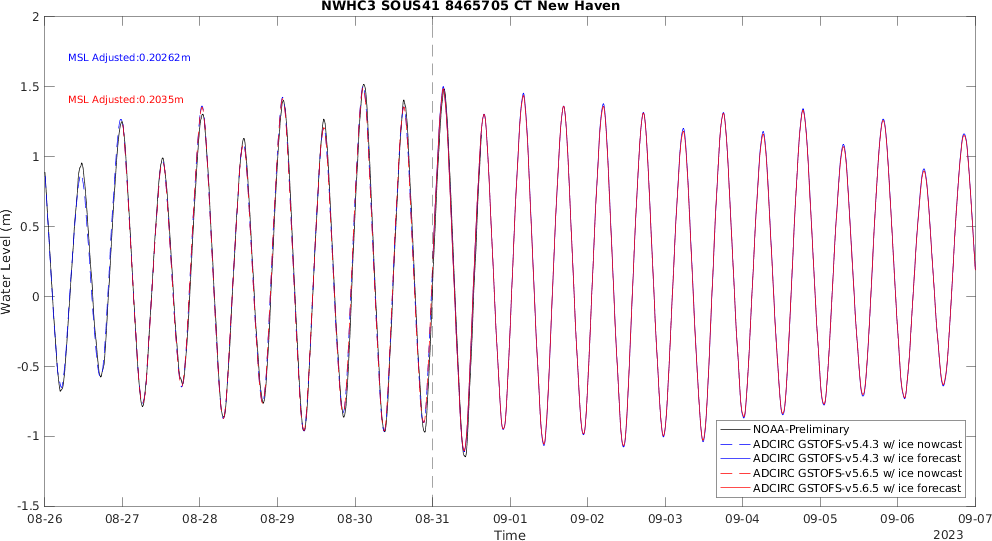 NWHC3 SOUS41 8465705 CT New Haven
MSL Adjusted:0.20262m
MSL Adjusted:0.2035m
Water Level (m)
2
1.5
1
0.5
0
-0.5
-1
-1.5
NOAA-Preliminary
ADCIRC GSTOFS-v5.4.3 w/ ice nowcast
ADCIRC GSTOFS-v5.4.3 w/ ice forecast
ADCIRC GSTOFS-v5.6.5 w/ ice nowcast
ADCIRC GSTOFS-v5.6.5 w/ ice forecast
08-26 08-27 08-28 08-29 08-30 08-31 09-01 09-02 09-03 09-04 09-05 09-06 09-07
Time
2023